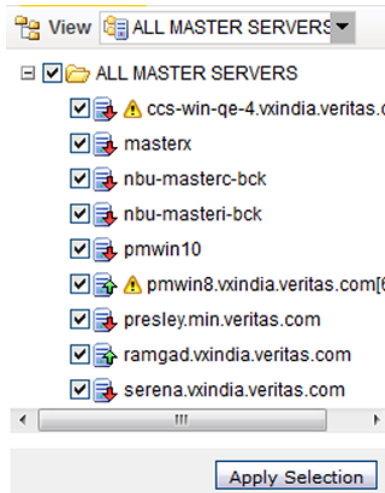 View ALL MASTER SERVERS
ALL MASTER SERVERS
ccs-win-qe-4.vxindia.veritas.
masterx
nbu-masterc-bck
nbu-masteri-bck
pmwin10
pmwin8.vxindia.veritas.com[6
presley.min.veritas.com
ramgad.vxindia.veritas.com
serena.vxindia.veritas.com
Apply Selection